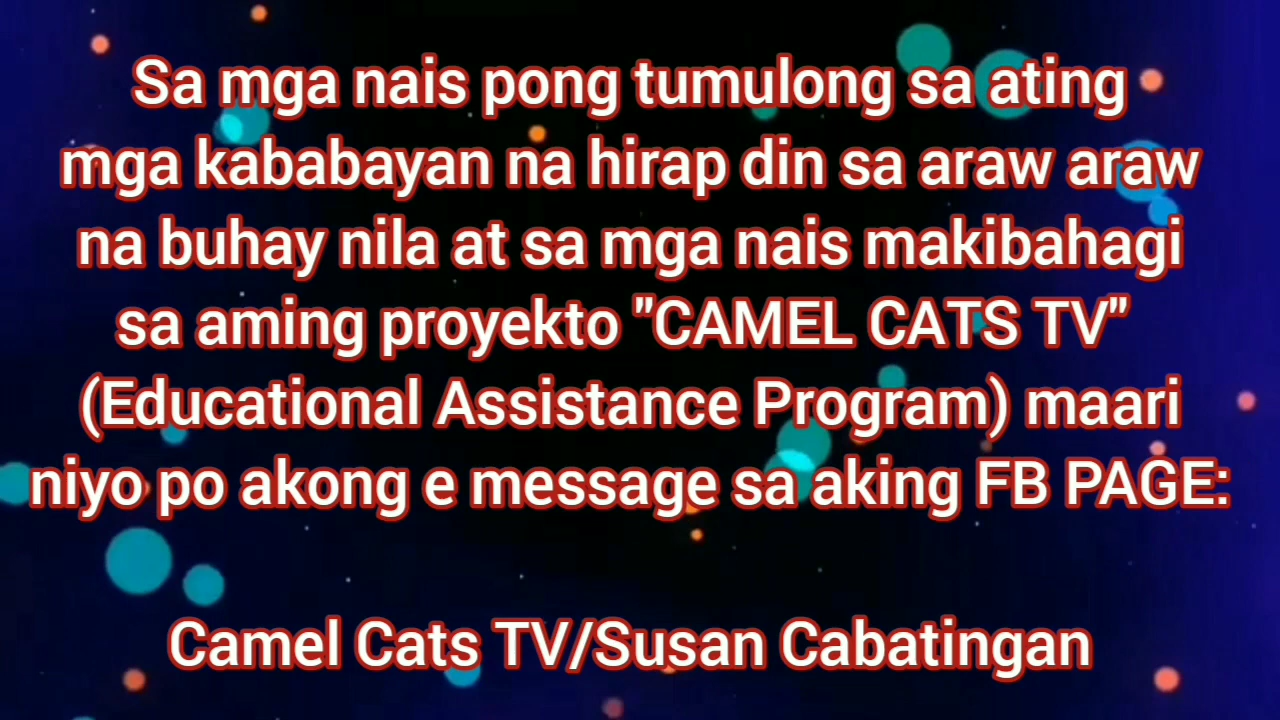 Sa mga nais pong tumulong sa ating
mga kababayan na hirap din sa araw araw
na buhay nila at sa mga nais makibahagi
sa aming proyekto "CAMEL CATS TV"
(Educational Assistance Program) maari
niyo po akong e message sa aking FB PAGE:
Camel Cats TV/Susan Cabatingan